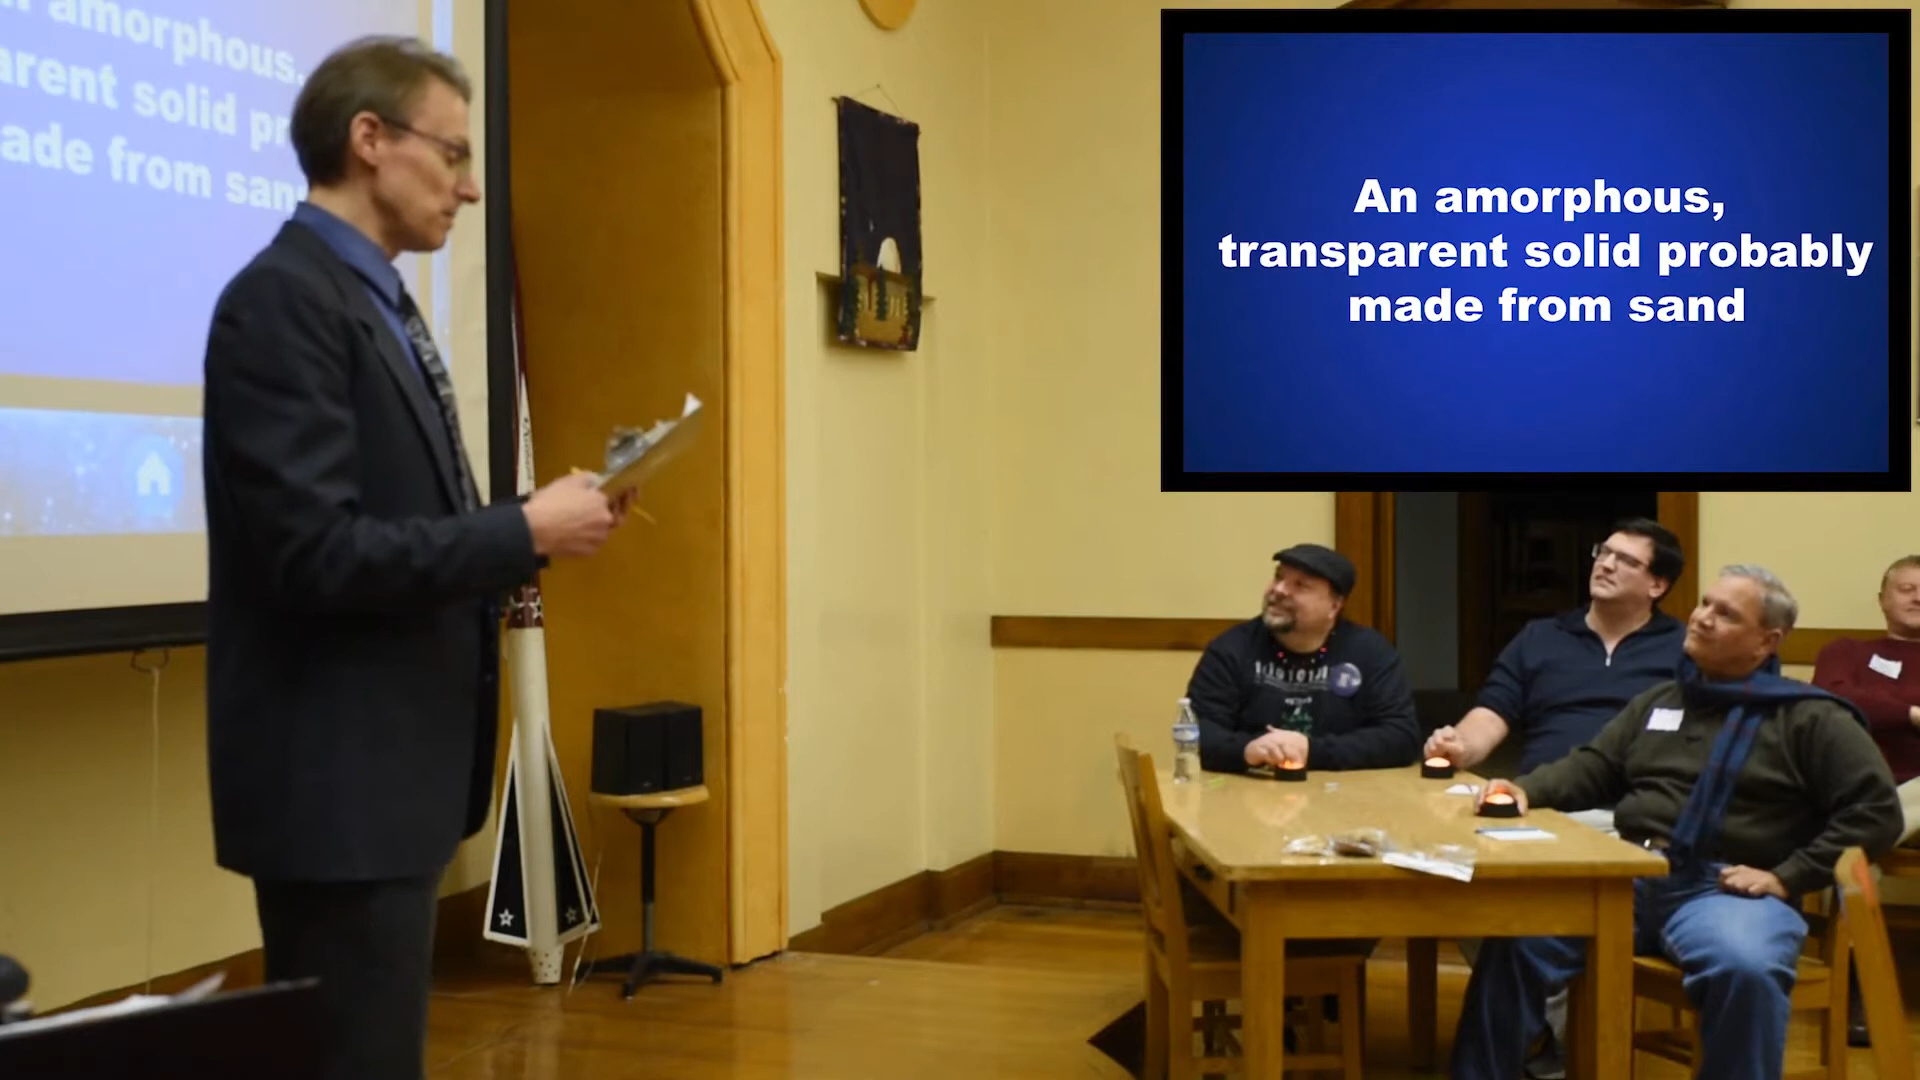 amorphous,
arent solid pr
ade from san
An amorphous,
transparent solid probably
made from sand